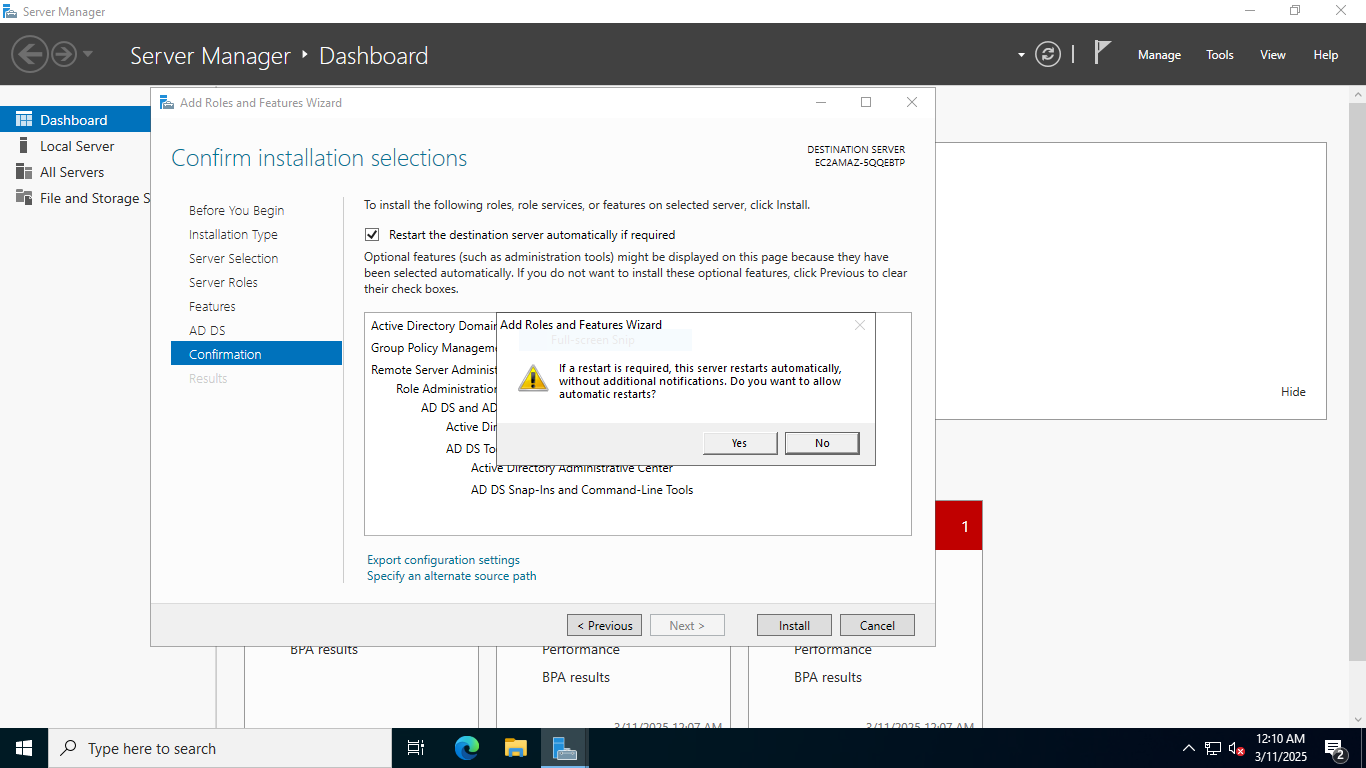 Server Manager
Server Manager ‣ Dashboard
Manage
Tools
View
Help
Dashboard
Local Server
All Servers
File and Storage S
Add Roles and Features Wizard
Confirm installation selections
DESTINATION SERVER
EC2AMAZ-5QQEBTP
Before You Begin
Installation Type
Server Selection
Server Roles
Features
AD DS
Confirmation
Results
To install the following roles, role services, or features on selected server, click Install.
Restart the destination server automatically if required
Optional features (such as administration tools) might be displayed on this page because they have
been selected automatically. If you do not want to install these optional features, click Previous to clear
their check boxes.
Active Directory Domai
Group Policy Manageme
Remote Server Administ
Role Administration
AD DS and AD
Active Dir
AD DS To
Active Directory Administrative Center
AD DS Snap-Ins and Command-Line Tools
Add Roles and Features Wizard
Full-screen Snip
If a restart is required, this server restarts automatically,
without additional notifications. Do you want to allow
automatic restarts?
Yes
No
Export configuration settings
Specify an alternate source path
< Previous
Next >
Install
Cancel
Hide
1
BPA results
Performance
BPA results
3/11/2025 12:07 AM
Performance
BPA results
3/11/2025 12:07 AM
Type here to search
12:10 AM
3/11/2025
2